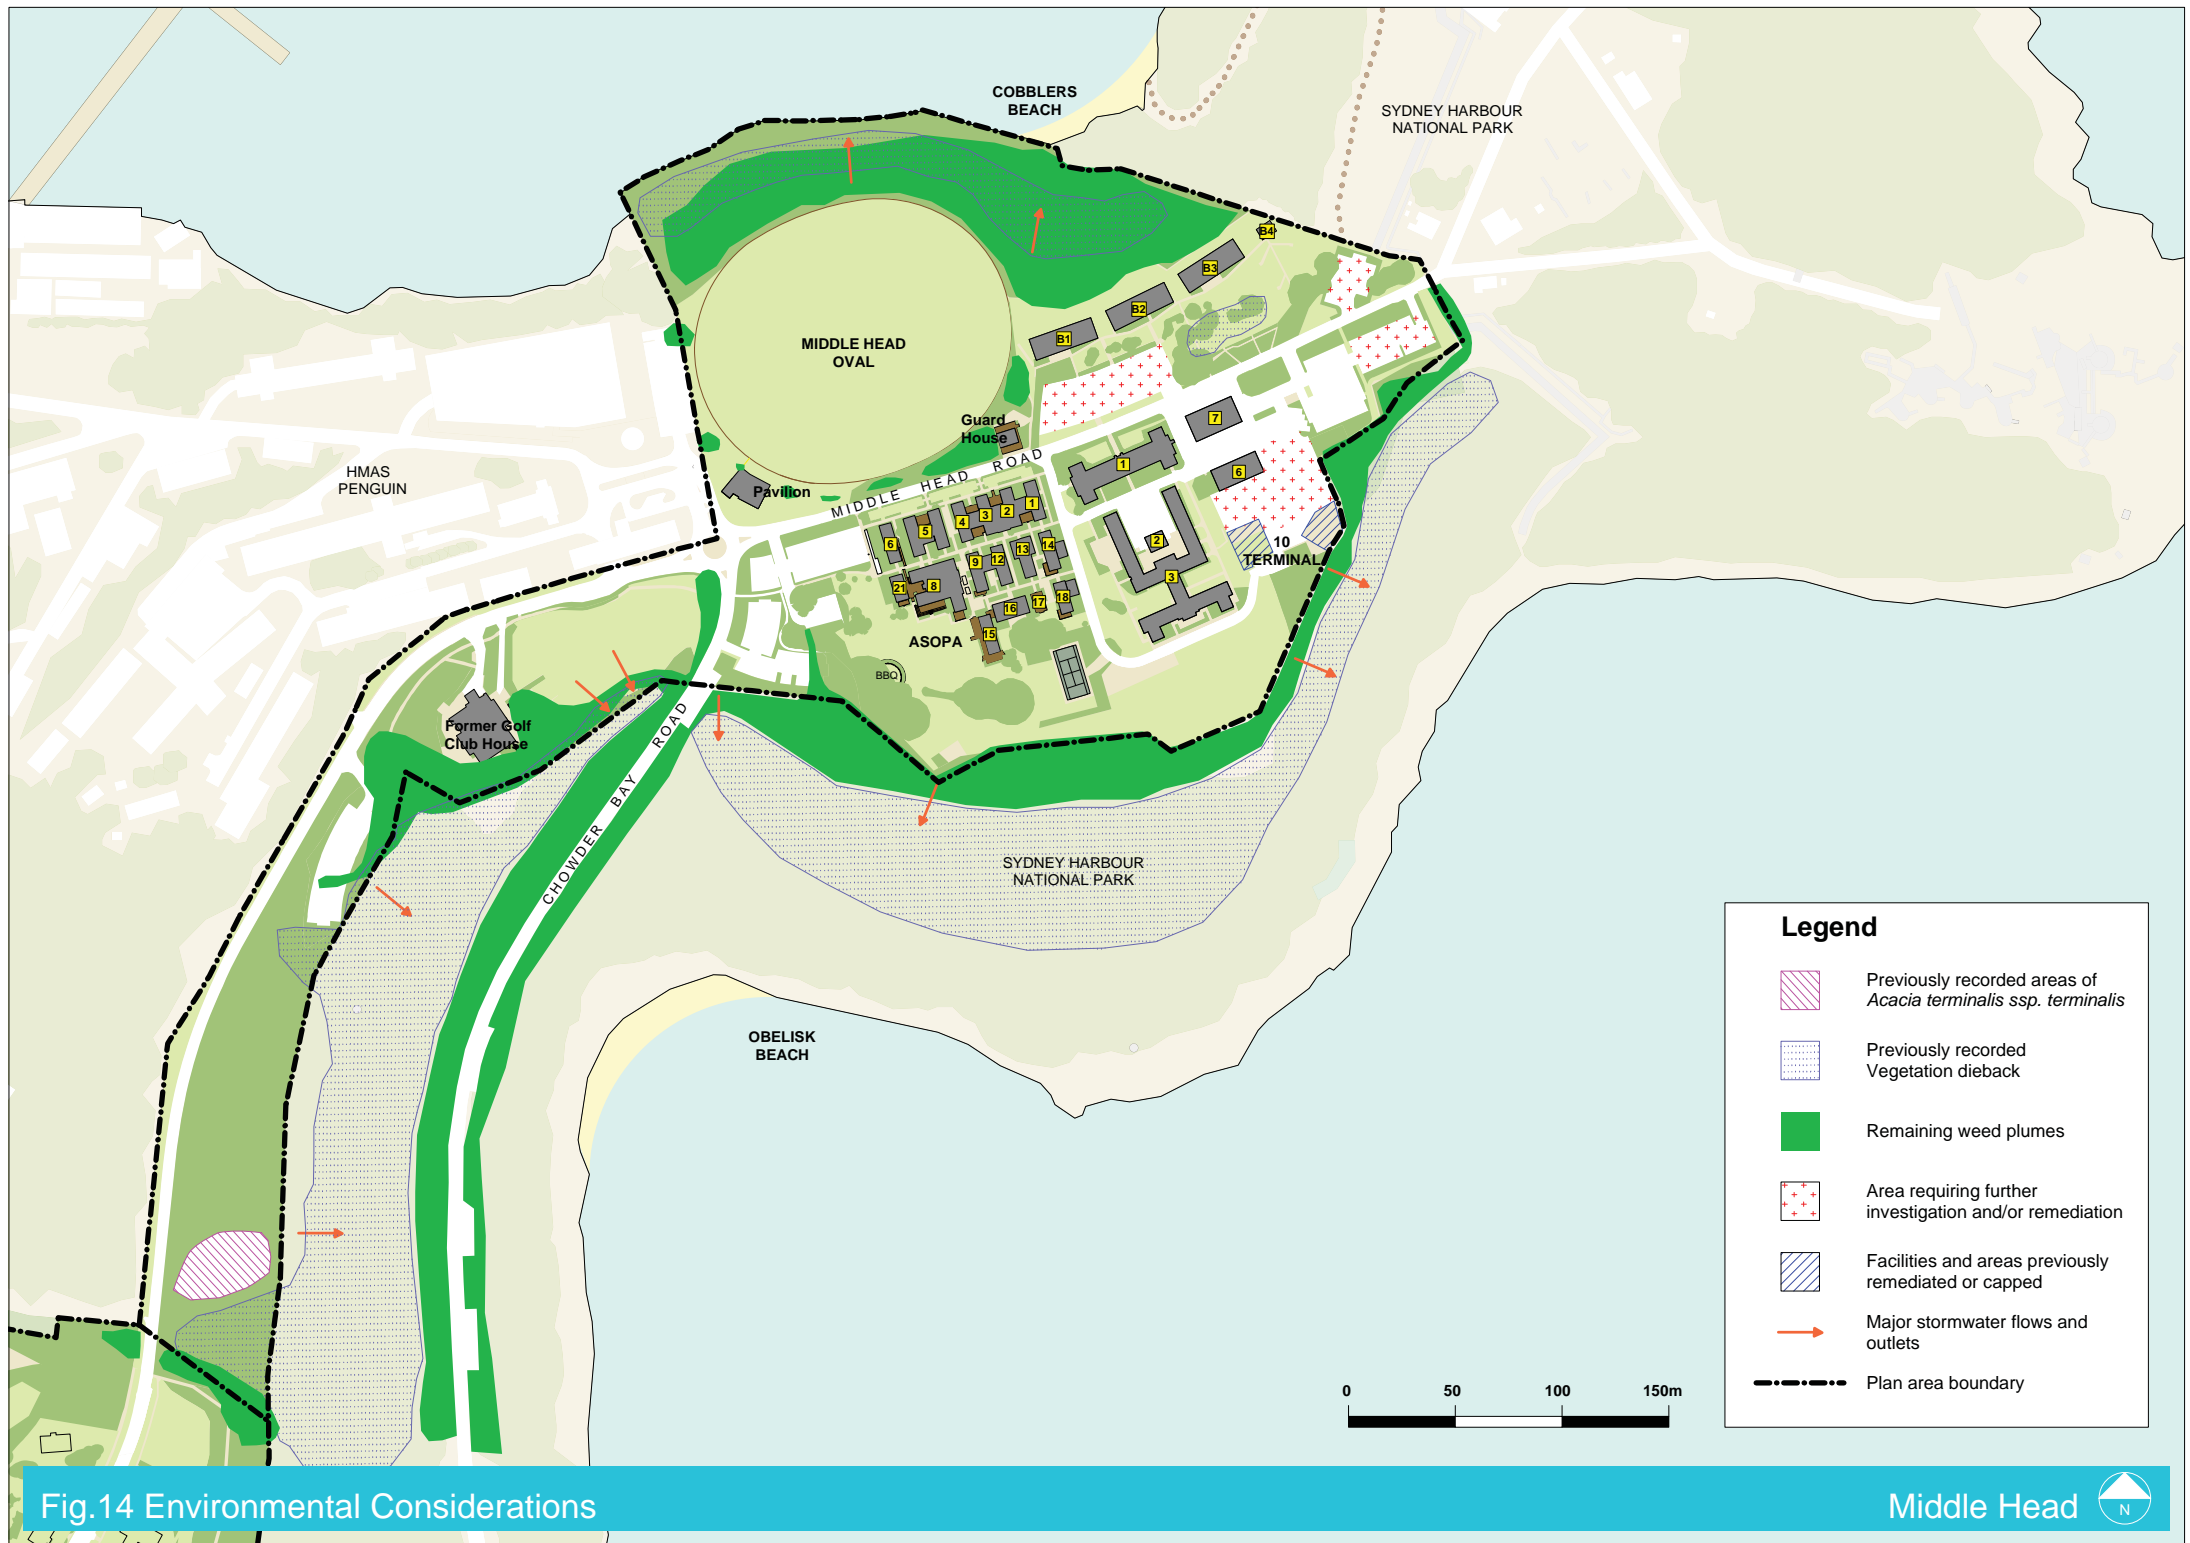 COBBLERS
BEACH
SYDNEY HARBOUR
NATIONAL PARK
B4
B3
B2
B1
MIDDLE HEAD
OVAL
Guard
House
HMAS
PENGUIN
Pavilion
MIDDLE HEAD ROAD
7
1
6
1
2
3
4
5
6
14
13
12
9
8
21
16
17
18
15
2
3
10
TERMINAL
ASOPA
BBQ
Former Golf
Club House
CHOWDER BAY ROAD
SYDNEY HARBOUR
NATIONAL PARK
OBELISK
BEACH
Legend
Previously recorded areas of
Acacia terminalis ssp. terminalis
Previously recorded
Vegetation dieback
Remaining weed plumes
Area requiring further
investigation and/or remediation
Facilities and areas previously
remediated or capped
Major stormwater flows and
outlets
Plan area boundary
0 50 100 150m
Fig.14 Environmental Considerations
Middle Head
N